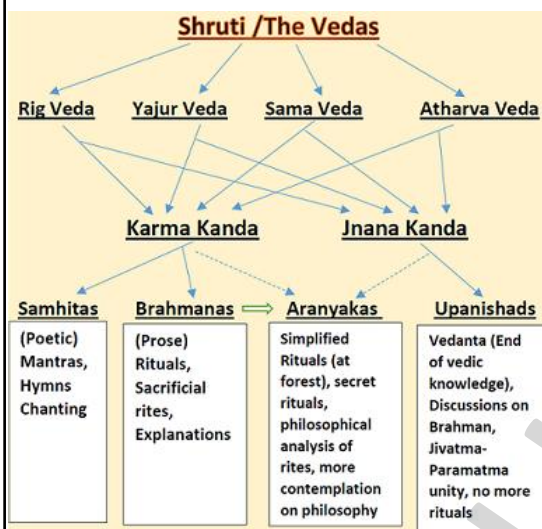 Shruti /The Vedas
Rig Veda Yajur Veda Sama Veda Atharva Veda
Karma Kanda Jnana Kanda
Samhitas Brahmanas Aranyakas Upanishads
(Poetic)
Mantras,
Hymns
Chanting
(Prose)
Rituals,
Sacrificial
rites,
Explanations
Simplified
Rituals (at
forest), secret
rituals,
philosophical
analysis of
rites, more
contemplation
on philosophy
Vedanta (End
of vedic
knowledge),
Discussions on
Brahman,
Jivatma-
Paramatma
unity, no more
rituals